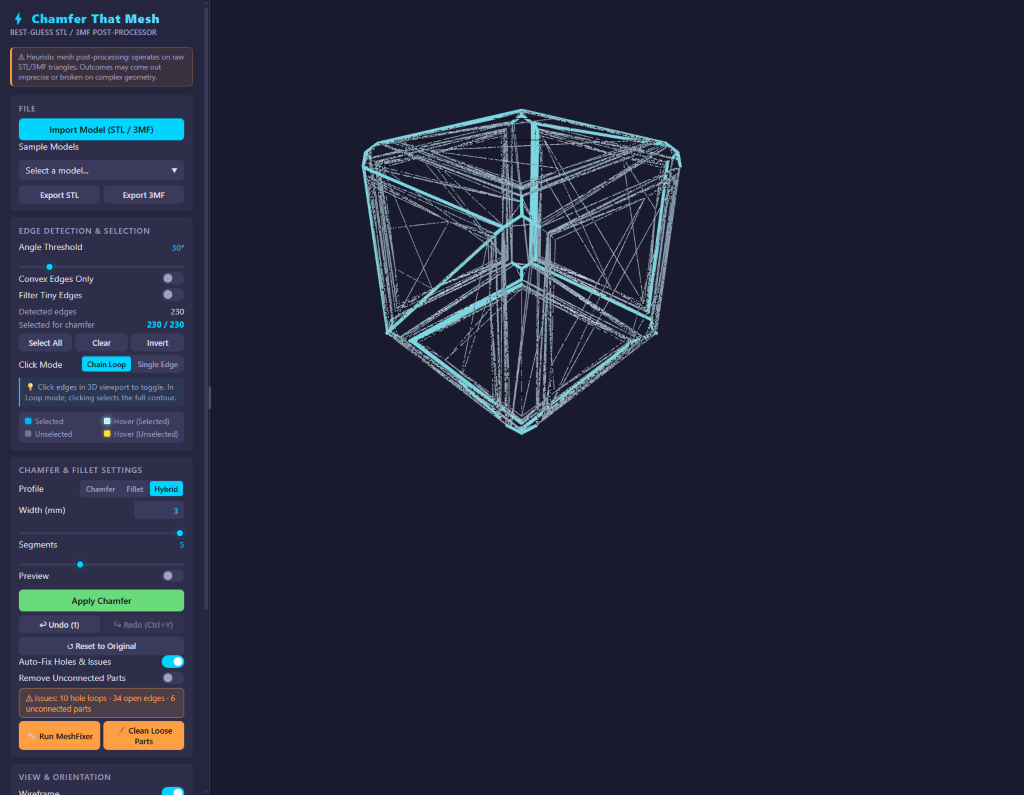 Chamfer That Mesh
BEST-GUESS STL / 3MF POST-PROCESSOR
⚠ Heuristic mesh post-processing: operates on raw
STL/3MF triangles. Outcomes may come out
imprecise or broken on complex geometry.
FILE
Import Model (STL / 3MF)
Sample Models
Select a model...
Export STL
Export 3MF
EDGE DETECTION & SELECTION
Angle Threshold
30°
Convex Edges Only
Filter Tiny Edges
Detected edges
230
Selected for chamfer
230 / 230
Select All
Clear
Invert
Click Mode
Chain Loop
Single Edge
💡 Click edges in 3D viewport to toggle. In
Loop mode, clicking selects the full contour.
Selected
Hover (Selected)
Unselected
Hover (Unselected)
CHAMFER & FILLET SETTINGS
Profile
Chamfer
Fillet
Hybrid
Width (mm)
3
Segments
5
Preview
Apply Chamfer
↩ Undo (1)
↪ Redo (Ctrl+Y)
↺ Reset to Original
Auto-Fix Holes & Issues
Remove Unconnected Parts
⚠ Issues: 10 hole loops · 34 open edges · 6
unconnected parts
Run MeshFixer
Clean Loose
Parts
VIEW & ORIENTATION
Wireframe